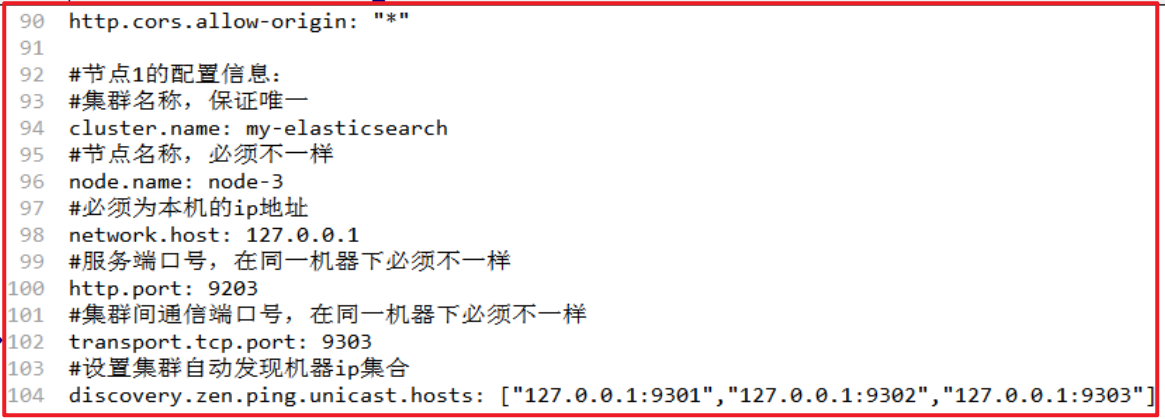 90 http.cors.allow-origin: "*"
91
92 #节点1的配置信息：
93 #集群名称，保证唯一
94 cluster.name: my-elasticsearch
95 #节点名称，必须不一样
96 node.name: node-3
97 #必须为本机的ip地址
98 network.host: 127.0.0.1
99 #服务端口号，在同一机器下必须不一样
100 http.port: 9203
101 #集群间通信端口号，在同一机器下必须不一样
102 transport.tcp.port: 9303
103 #设置集群自动发现机器ip集合
104 discovery.zen.ping.unicast.hosts: ["127.0.0.1:9301","127.0.0.1:9302","127.0.0.1:9303"]